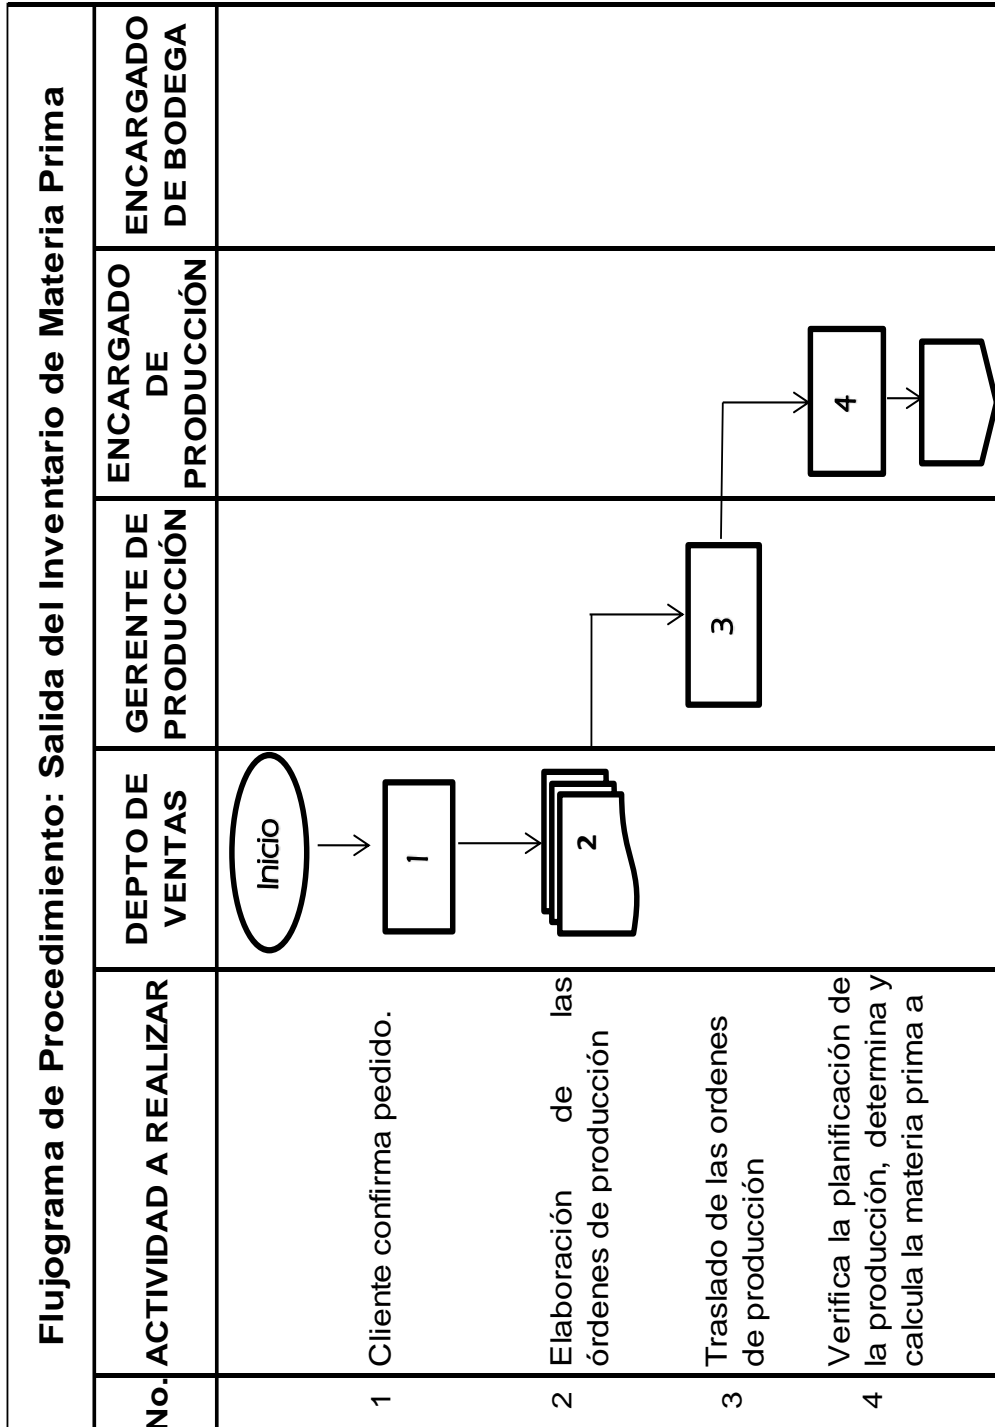 Flujograma de Procedimiento: Salida del Inventario de Materia Prima
No.
ACTIVIDAD A REALIZAR
DEPTO DE
VENTAS
GERENTE DE
PRODUCCIÓN
ENCARGADO
DE
PRODUCCIÓN
ENCARGADO
DE BODEGA
Inicio
1
Cliente confirma pedido.
1
2
Elaboración de las
órdenes de producción
2
3
Traslado de las ordenes
de producción
3
4
Verifica la planificación de
la producción, determina y
calcula la materia prima a
4